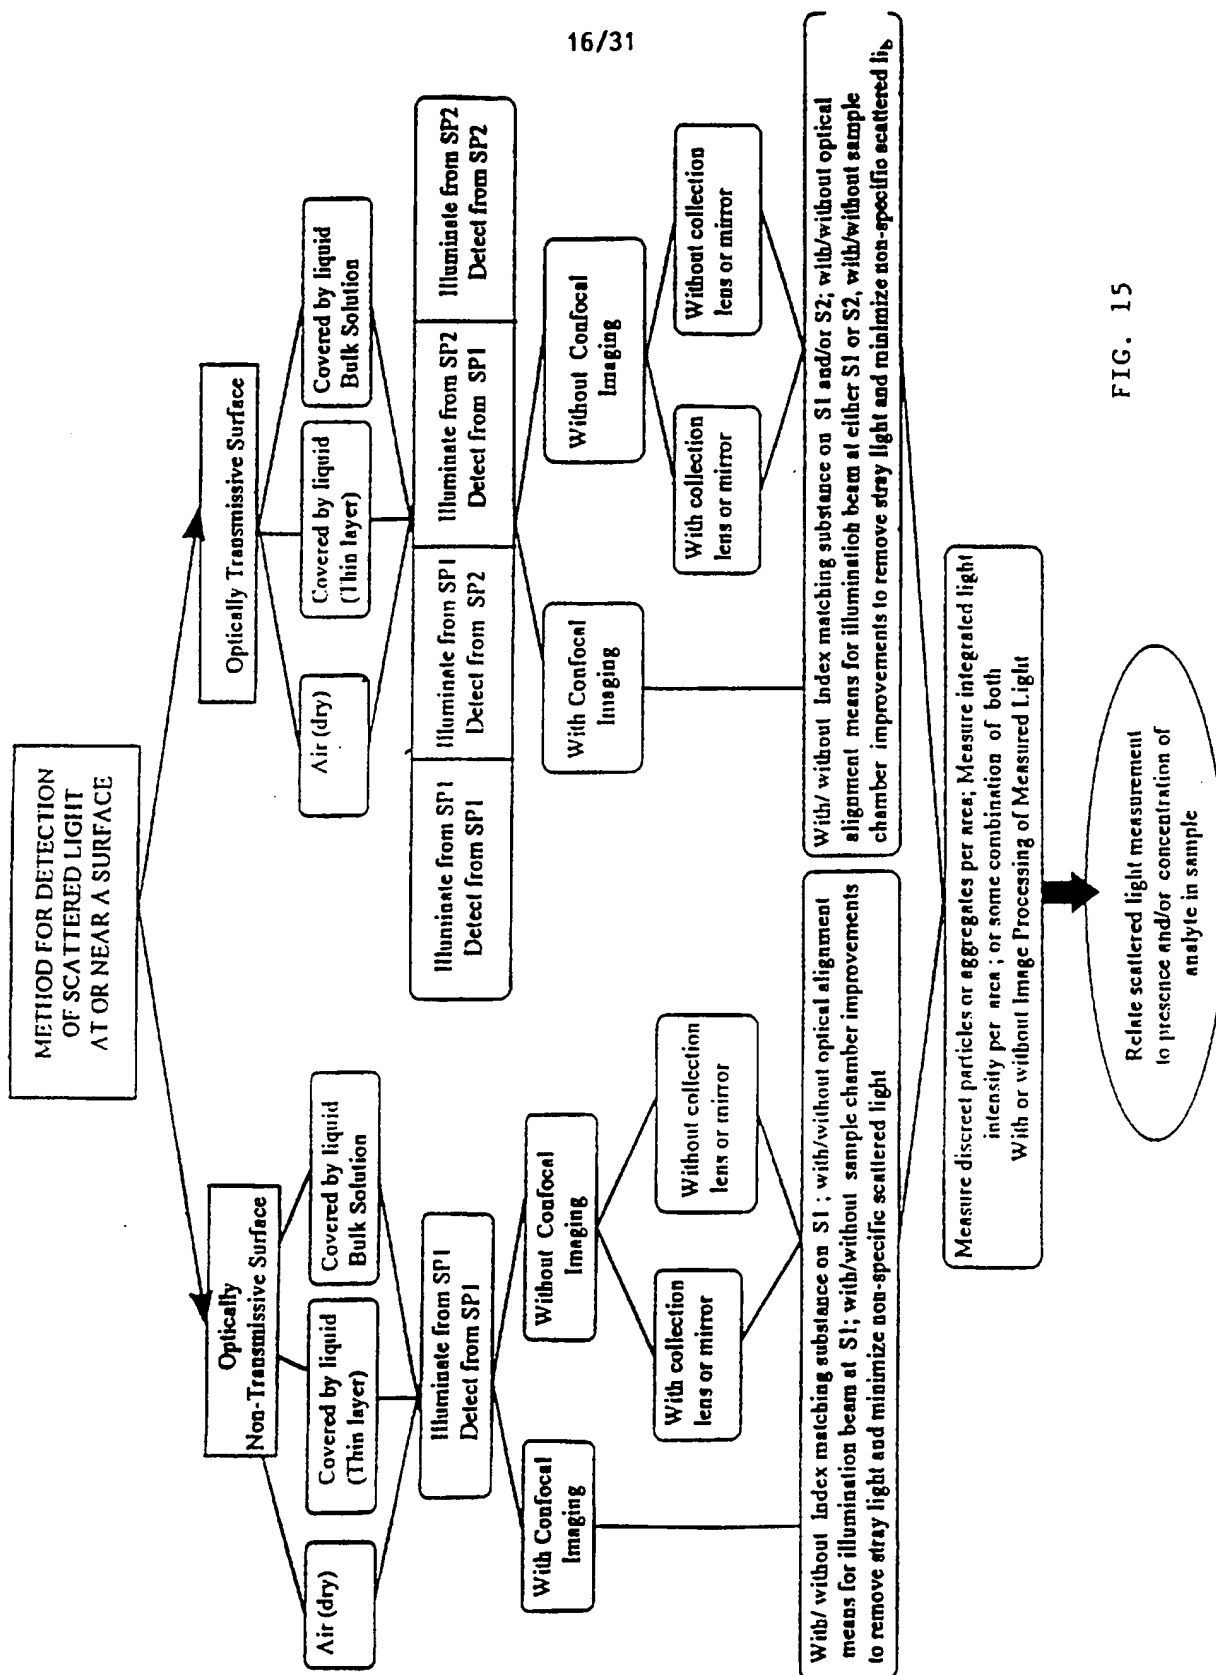 16/31
METHOD FOR DETECTION
OF SCATTERED LIGHT
AT OR NEAR A SURFACE
Optically
Non-Transmissive Surface
Optically Transmissive Surface
Air (dry)
Covered by liquid
(Thin layer)
Covered by liquid
Bulk Solution
Air (dry)
Covered by liquid
(Thin layer)
Covered by liquid
Bulk Solution
Illuminate from SP1
Detect from SP1
Illuminate from SP1
Detect from SP1
Illuminate from SP1
Detect from SP2
Illuminate from SP2
Detect from SP1
Illuminate from SP2
Detect from SP2
With Confocal
Imaging
Without Confocal
Imaging
With Confocal
Imaging
Without Confocal
Imaging
With collection
lens or mirror
Without collection
lens or mirror
With collection
lens or mirror
Without collection
lens or mirror
With/ without Index matching substance on S1 ; with/without optical alignment
means for illumination beam at S1; with/without sample chamber improvements
to remove stray light and minimize non-specific scattered light
With/ without Index matching substance on S1 and/or S2; with/without optical
alignment means for illumination beam at either S1 or S2, with/without sample
chamber improvements to remove stray light and minimize non-specific scattered
Measure discreet particles or aggregates per area; Measure integrated light
intensity per area ; or some combination of both
With or without Image Processing of Measured Light
Relate scattered light measurement
to presence and/or concentration of
analyte in sample
FIG. 15